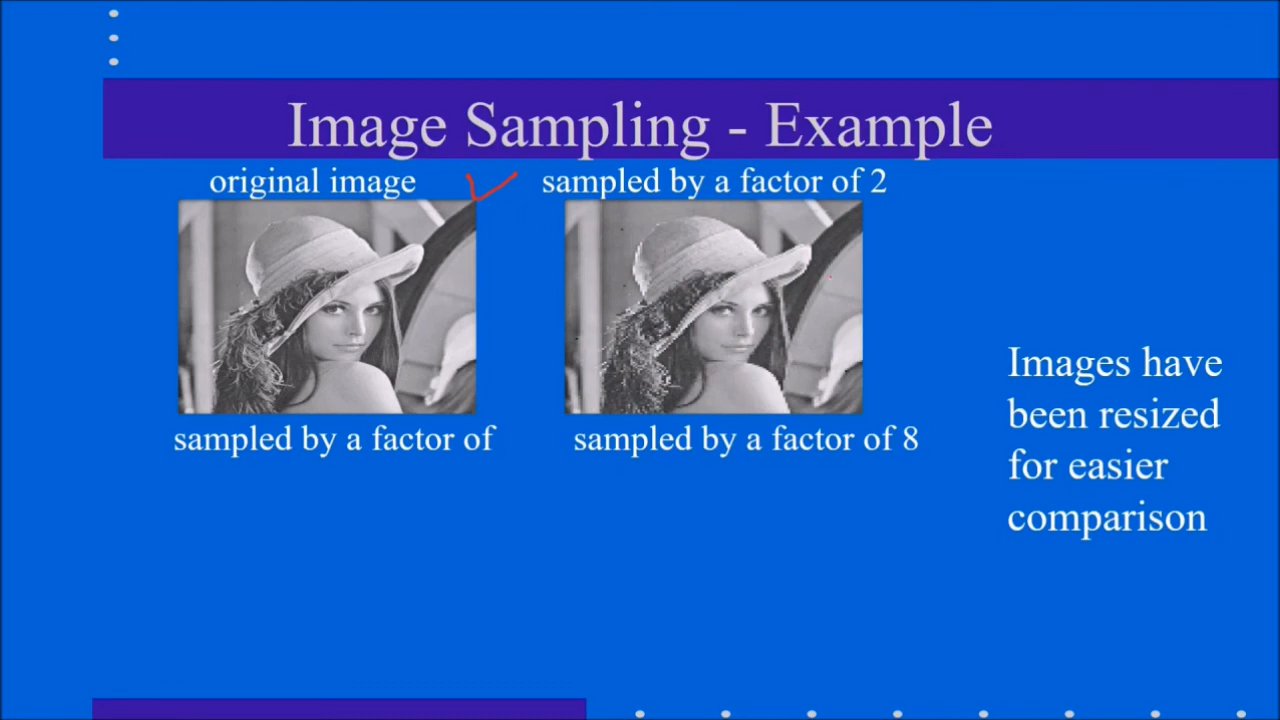 Image Sampling - Example
original image
sampled by a factor of 2
sampled by a factor of
sampled by a factor of 8
Images have
been resized
for easier
comparison